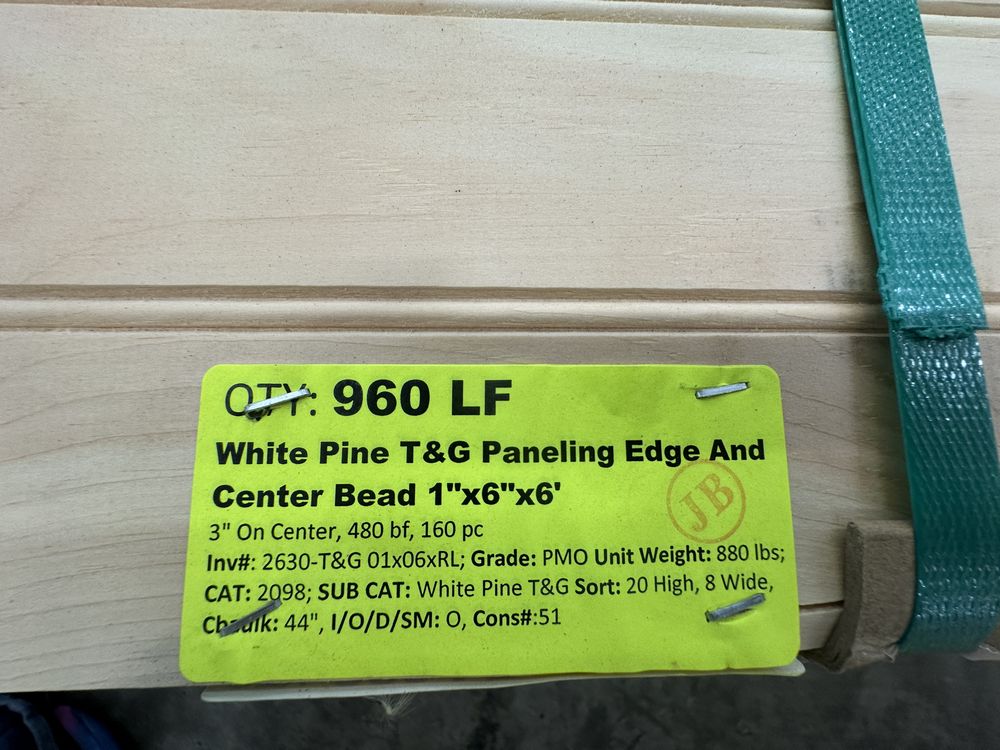 QTY: 960 LF
White Pine T&G Paneling Edge And
Center Bead 1"x6"x6'
JB
3" On Center, 480 bf, 160 pc
Inv#: 2630-T&G 01x06xRL; Grade: PMO Unit Weight: 880 lbs;
CAT: 2098; SUB CAT: White Pine T&G Sort: 20 High, 8 Wide,
Chaulk: 44", I/O/D/SM: O, Cons#:51